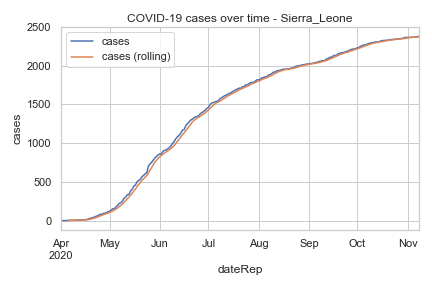 COVID-19 cases over time - Sierra_Leone
cases
cases (rolling)
cases
2500
2000
1500
1000
500
0
Apr May Jun Jul Aug Sep Oct Nov
2020
dateRep